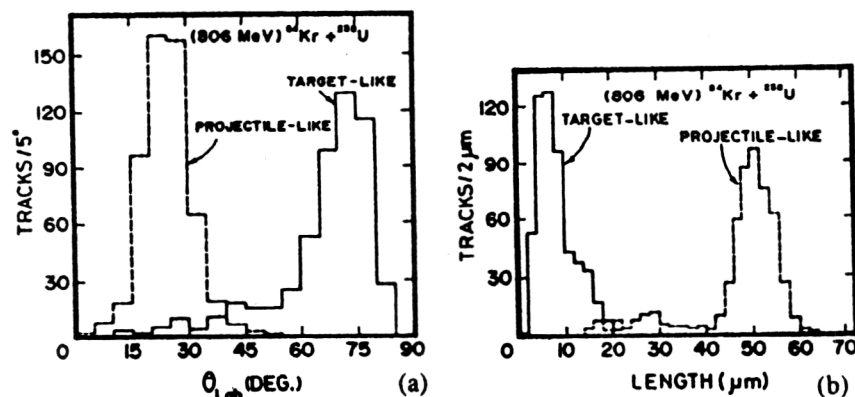 (806 MeV) ⁸⁴Kr + ²³⁸U
TARGET-LIKE
PROJECTILE-LIKE
TRACKS/5°
150
120
90
60
30
0
15
30
45
60
75
90
θLab (DEG.)
(a)
(806 MeV) ⁸⁴Kr + ²³⁸U
TARGET-LIKE
PROJECTILE-LIKE
TRACKS/2 μm
120
90
60
30
0
10
20
30
40
50
60
70
LENGTH (μm)
(b)